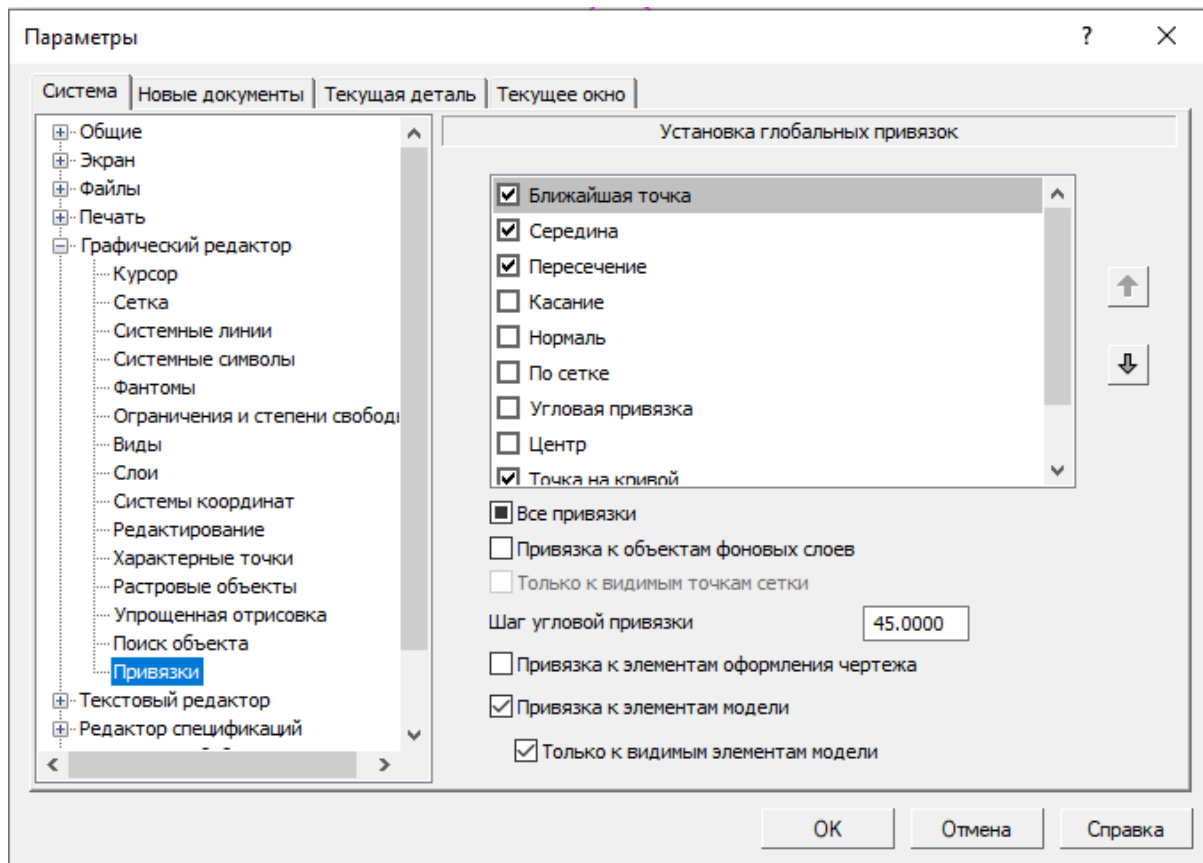 Параметры
?
Система
Новые документы
Текущая деталь
Текущее окно
Общие
Экран
Файлы
Печать
Графический редактор
Курсор
Сетка
Системные линии
Системные символы
Фантомы
Ограничения и степени свободы
Виды
Слои
Системы координат
Редактирование
Характерные точки
Растровые объекты
Упрощенная отрисовка
Поиск объекта
Привязки
Текстовый редактор
Редактор спецификаций
Установка глобальных привязок
Ближайшая точка
Середина
Пересечение
Касание
Нормаль
По сетке
Угловая привязка
Центр
Точка на кривой
Все привязки
Привязка к объектам фоновых слоев
Только к видимым точкам сетки
Шаг угловой привязки 45.0000
Привязка к элементам оформления чертежа
Привязка к элементам модели
Только к видимым элементам модели
OK
Отмена
Справка